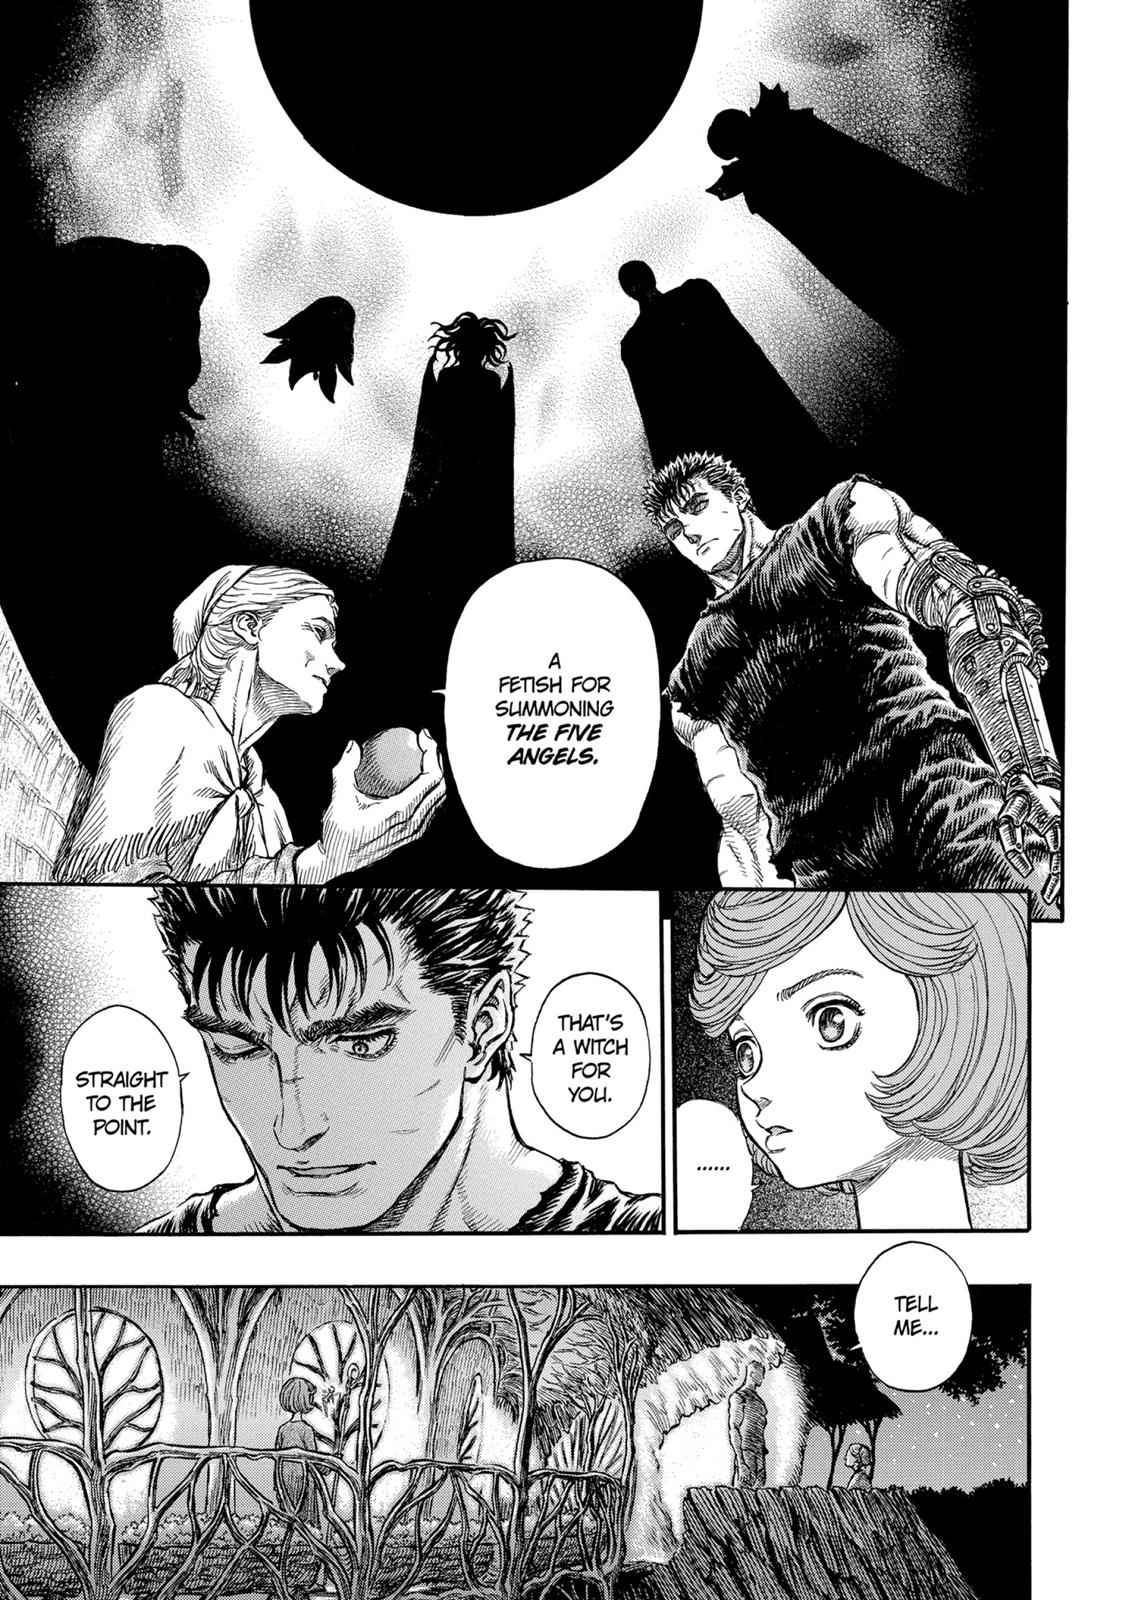 A
FETISH FOR
SUMMONING
THE FIVE
ANGELS.
THAT'S
A WITCH
FOR
YOU.
STRAIGHT
TO THE
POINT.
......
TELL
ME...